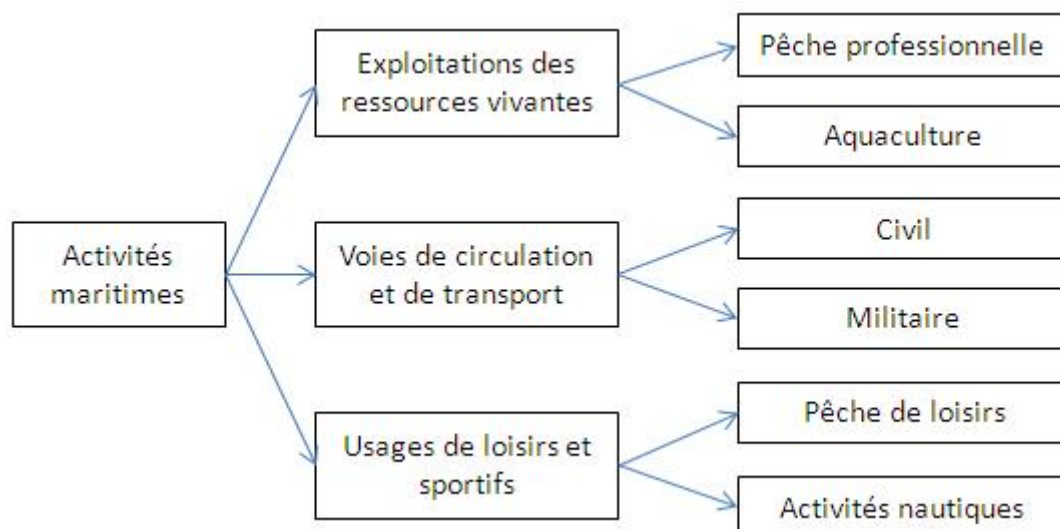 Activités
maritimes
Exploitations des
ressources vivantes
Pêche professionnelle
Aquaculture
Voies de circulation
et de transport
Civil
Militaire
Usages de loisirs et
sportifs
Pêche de loisirs
Activités nautiques